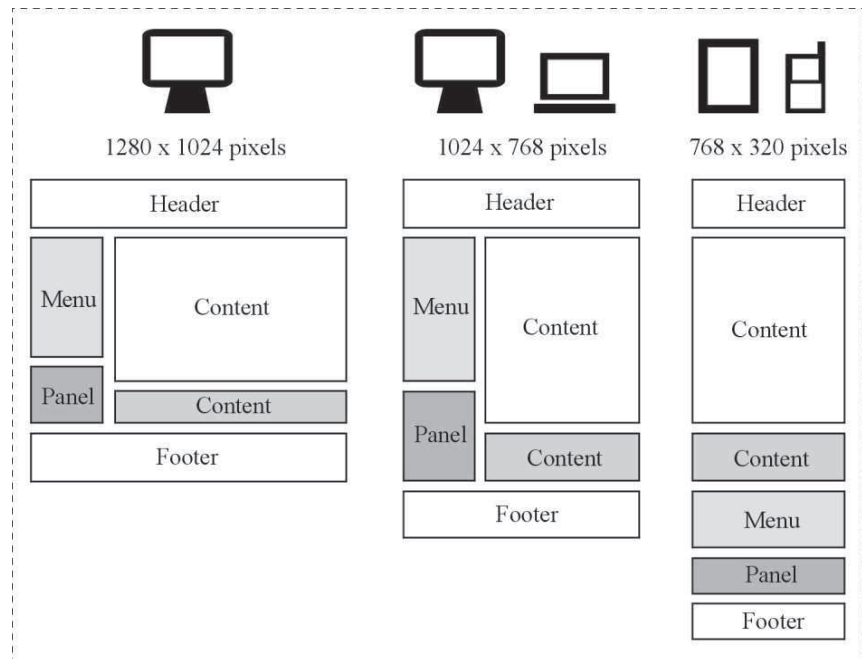 1280 x 1024 pixels
Header
Menu
Content
Panel
Content
Footer
1024 x 768 pixels
Header
Menu
Content
Panel
Content
Footer
768 x 320 pixels
Header
Content
Content
Menu
Panel
Footer